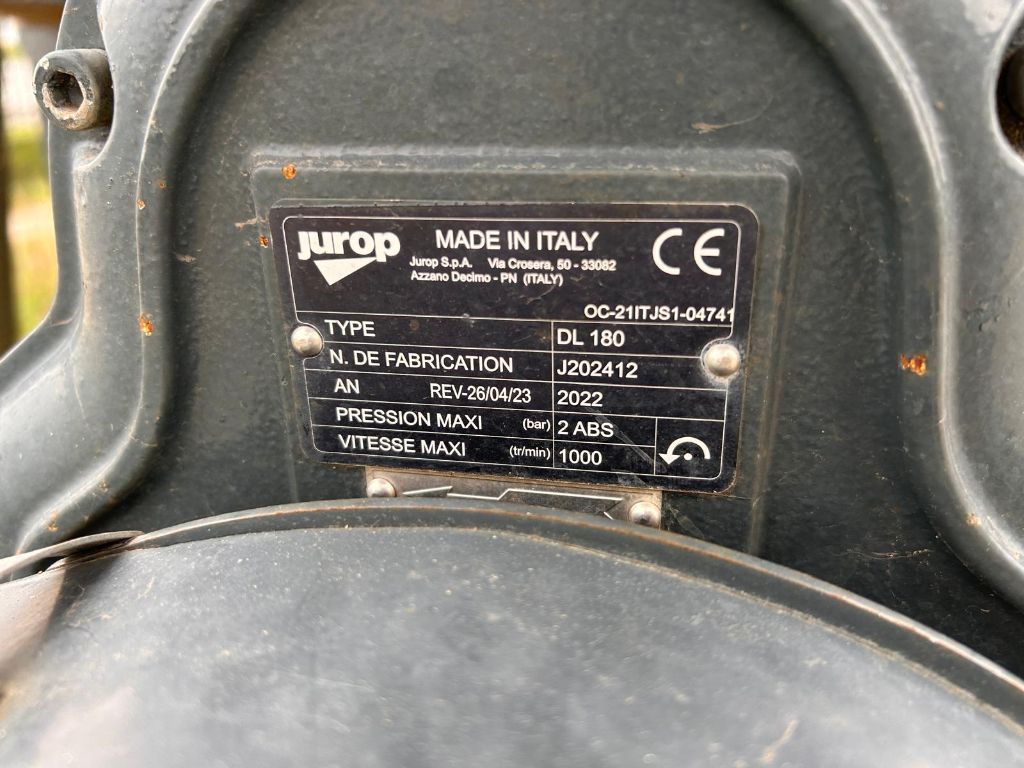 jurop MADE IN ITALY CE
Jurop S.p.A. Via Crosera, 50 - 33082
Azzano Decimo - PN (ITALY)
OC-21ITJS1-04741
TYPE DL 180
N. DE FABRICATION J202412
AN REV-26/04/23 2022
PRESSION MAXI (bar) 2 ABS
VITESSE MAXI (tr/min) 1000